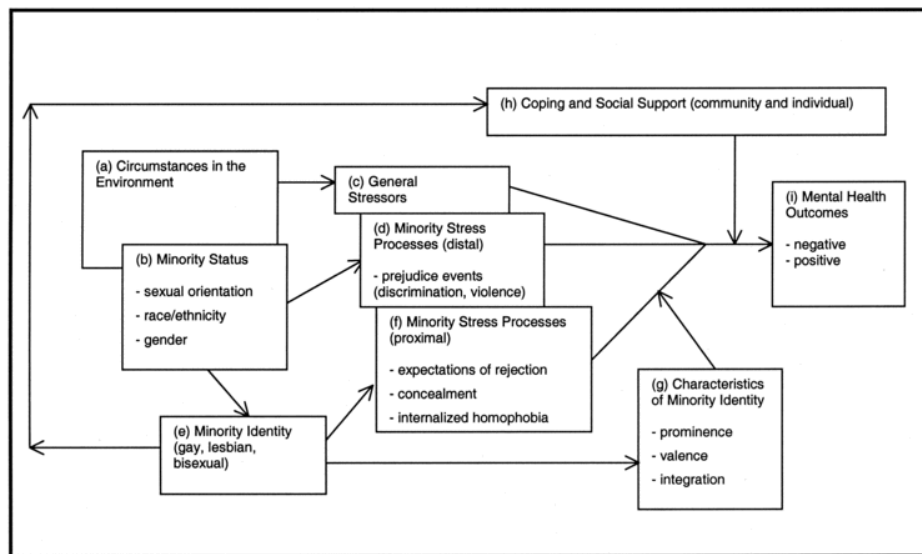 (h) Coping and Social Support (community and individual)
(a) Circumstances in the
Environment
(c) General
Stressors
(i) Mental Health
Outcomes
- negative
- positive
(d) Minority Stress
Processes (distal)
- prejudice events
(discrimination, violence)
(b) Minority Status
- sexual orientation
- race/ethnicity
- gender
(f) Minority Stress Processes
(proximal)
- expectations of rejection
- concealment
- internalized homophobia
(g) Characteristics
of Minority Identity
- prominence
- valence
- integration
(e) Minority Identity
(gay, lesbian,
bisexual)